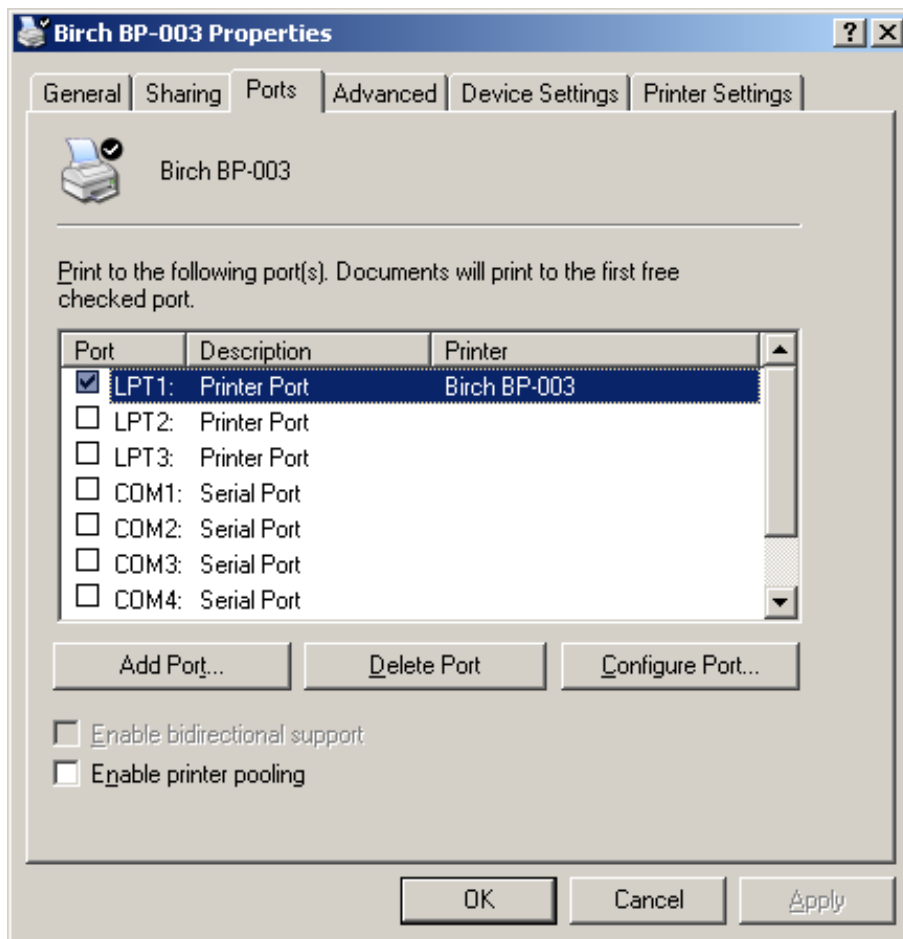 Birch BP-003 Properties
General Sharing Ports Advanced Device Settings Printer Settings
Birch BP-003
Print to the following port(s). Documents will print to the first free
checked port.
Port Description Printer
LPT1: Printer Port Birch BP-003
LPT2: Printer Port
LPT3: Printer Port
COM1: Serial Port
COM2: Serial Port
COM3: Serial Port
COM4: Serial Port
Add Port... Delete Port Configure Port...
Enable bidirectional support
Enable printer pooling
OK Cancel Apply